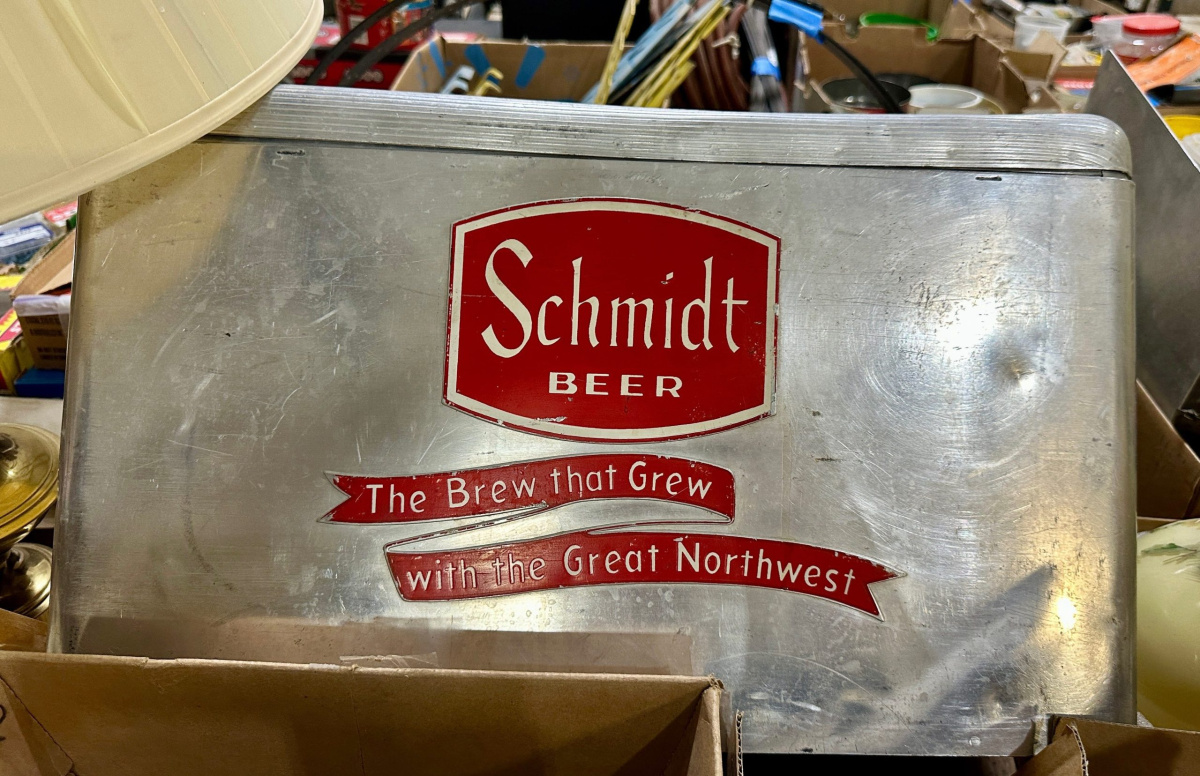 Schmidt
BEER
The Brew that Grew
with the Great Northwest